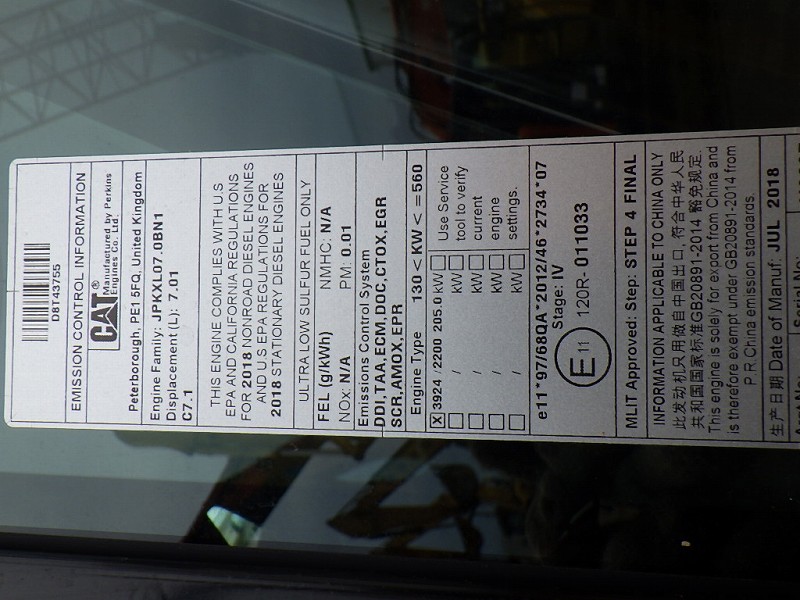 D8T43755
EMISSION CONTROL INFORMATION
CAT® Manufactured by Perkins
Engines Co. Ltd,
Peterborough, PE1 5FQ, United Kingdom
Engine Family: JPKXL07.0BN1
Displacement (L): 7.01
C7.1
THIS ENGINE COMPLIES WITH U.S
EPA AND CALIFORNIA REGULATIONS
FOR 2018 NONROAD DIESEL ENGINES
AND U.S EPA REGULATIONS FOR
2018 STATIONARY DIESEL ENGINES
ULTRA LOW SULFUR FUEL ONLY
FEL (g/kWh) NMHC: N/A
NOx: N/A PM: 0.01
Emissions Control System
DDI,TAA,ECM,DOC,CTOX,EGR
SCR,AMOX,EPR
Engine Type 130 < KW < =560
X 3924 /2200 205.0 kW Use Service
/ kW tool to verify
/ kW current
/ kW engine
/ kW settings.
e11*97/68QA*2012/46*2734*07
Stage: IV
E11 120R- 011033
MLIT Approved: Step: STEP 4 FINAL
INFORMATION APPLICABLE TO CHINA ONLY
此发动机只用做自中国出口, 符合中华人民
共和国国家标准GB20891-2014 豁免规定.
This engine is solely for export from China and
is therefore exempt under GB20891-2014 from
P.R.China emission standards.
生产日期 Date of Manuf: JUL 2018